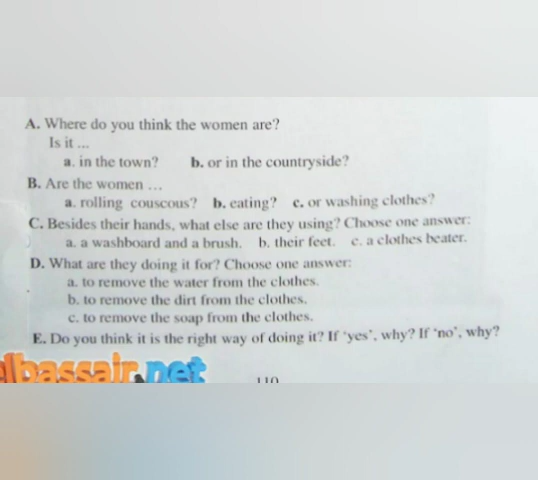 A. Where do you think the women are?
Is it ...
a. in the town? b. or in the countryside?
B. Are the women ...
a. rolling couscous? b. eating? c. or washing clothes?
C. Besides their hands, what else are they using? Choose one answer:
a. a washboard and a brush. b. their feet. c. a clothes beater.
D. What are they doing it for? Choose one answer:
a. to remove the water from the clothes.
b. to remove the dirt from the clothes.
c. to remove the soap from the clothes.
E. Do you think it is the right way of doing it? If 'yes', why? If 'no', why?
albassair.net
110